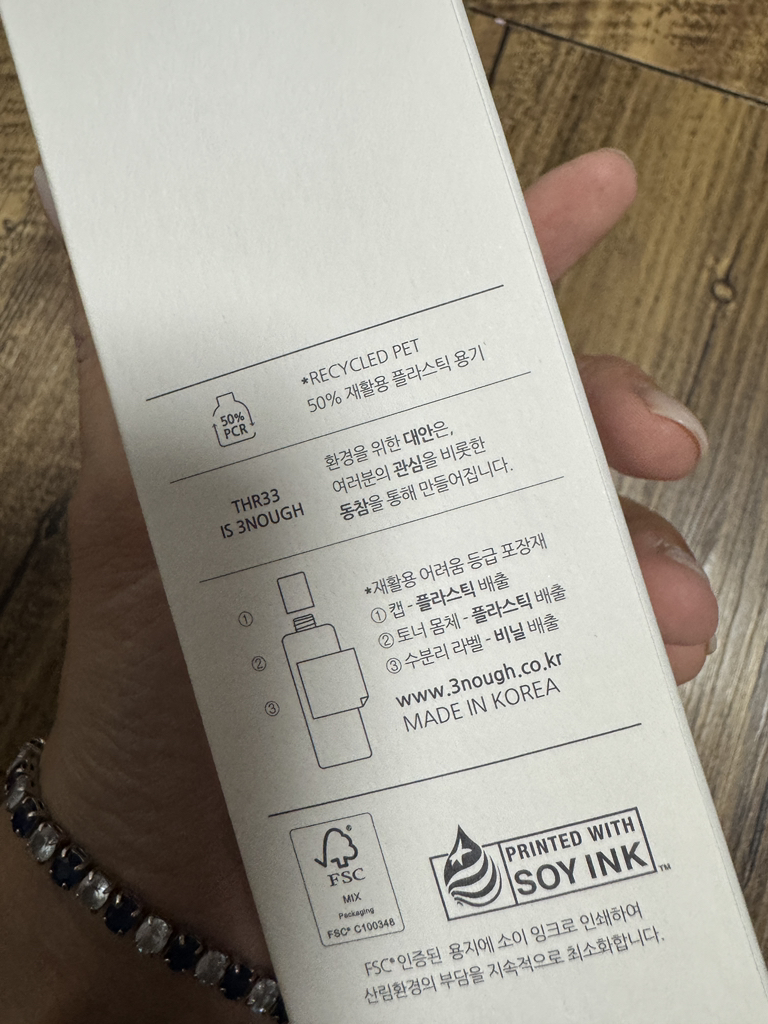 *RECYCLED PET
50% 재활용 플라스틱 용기
50%
PCR
환경을 위한 대안은,
여러분의 관심을 비롯한
동참을 통해 만들어집니다.
THR33
IS 3NOUGH
*재활용 어려움 등급 포장재
① 캡 - 플라스틱 배출
② 토너 몸체 - 플라스틱 배출
③ 수분리 라벨 - 비닐 배출
①
②
③
www.3nough.co.kr
MADE IN KOREA
FSC®
MIX
Packaging
FSC® C100348
PRINTED WITH
SOY INK™
FSC® 인증된 용지에 소이 잉크로 인쇄하여
산림환경의 부담을 지속적으로 최소화합니다.